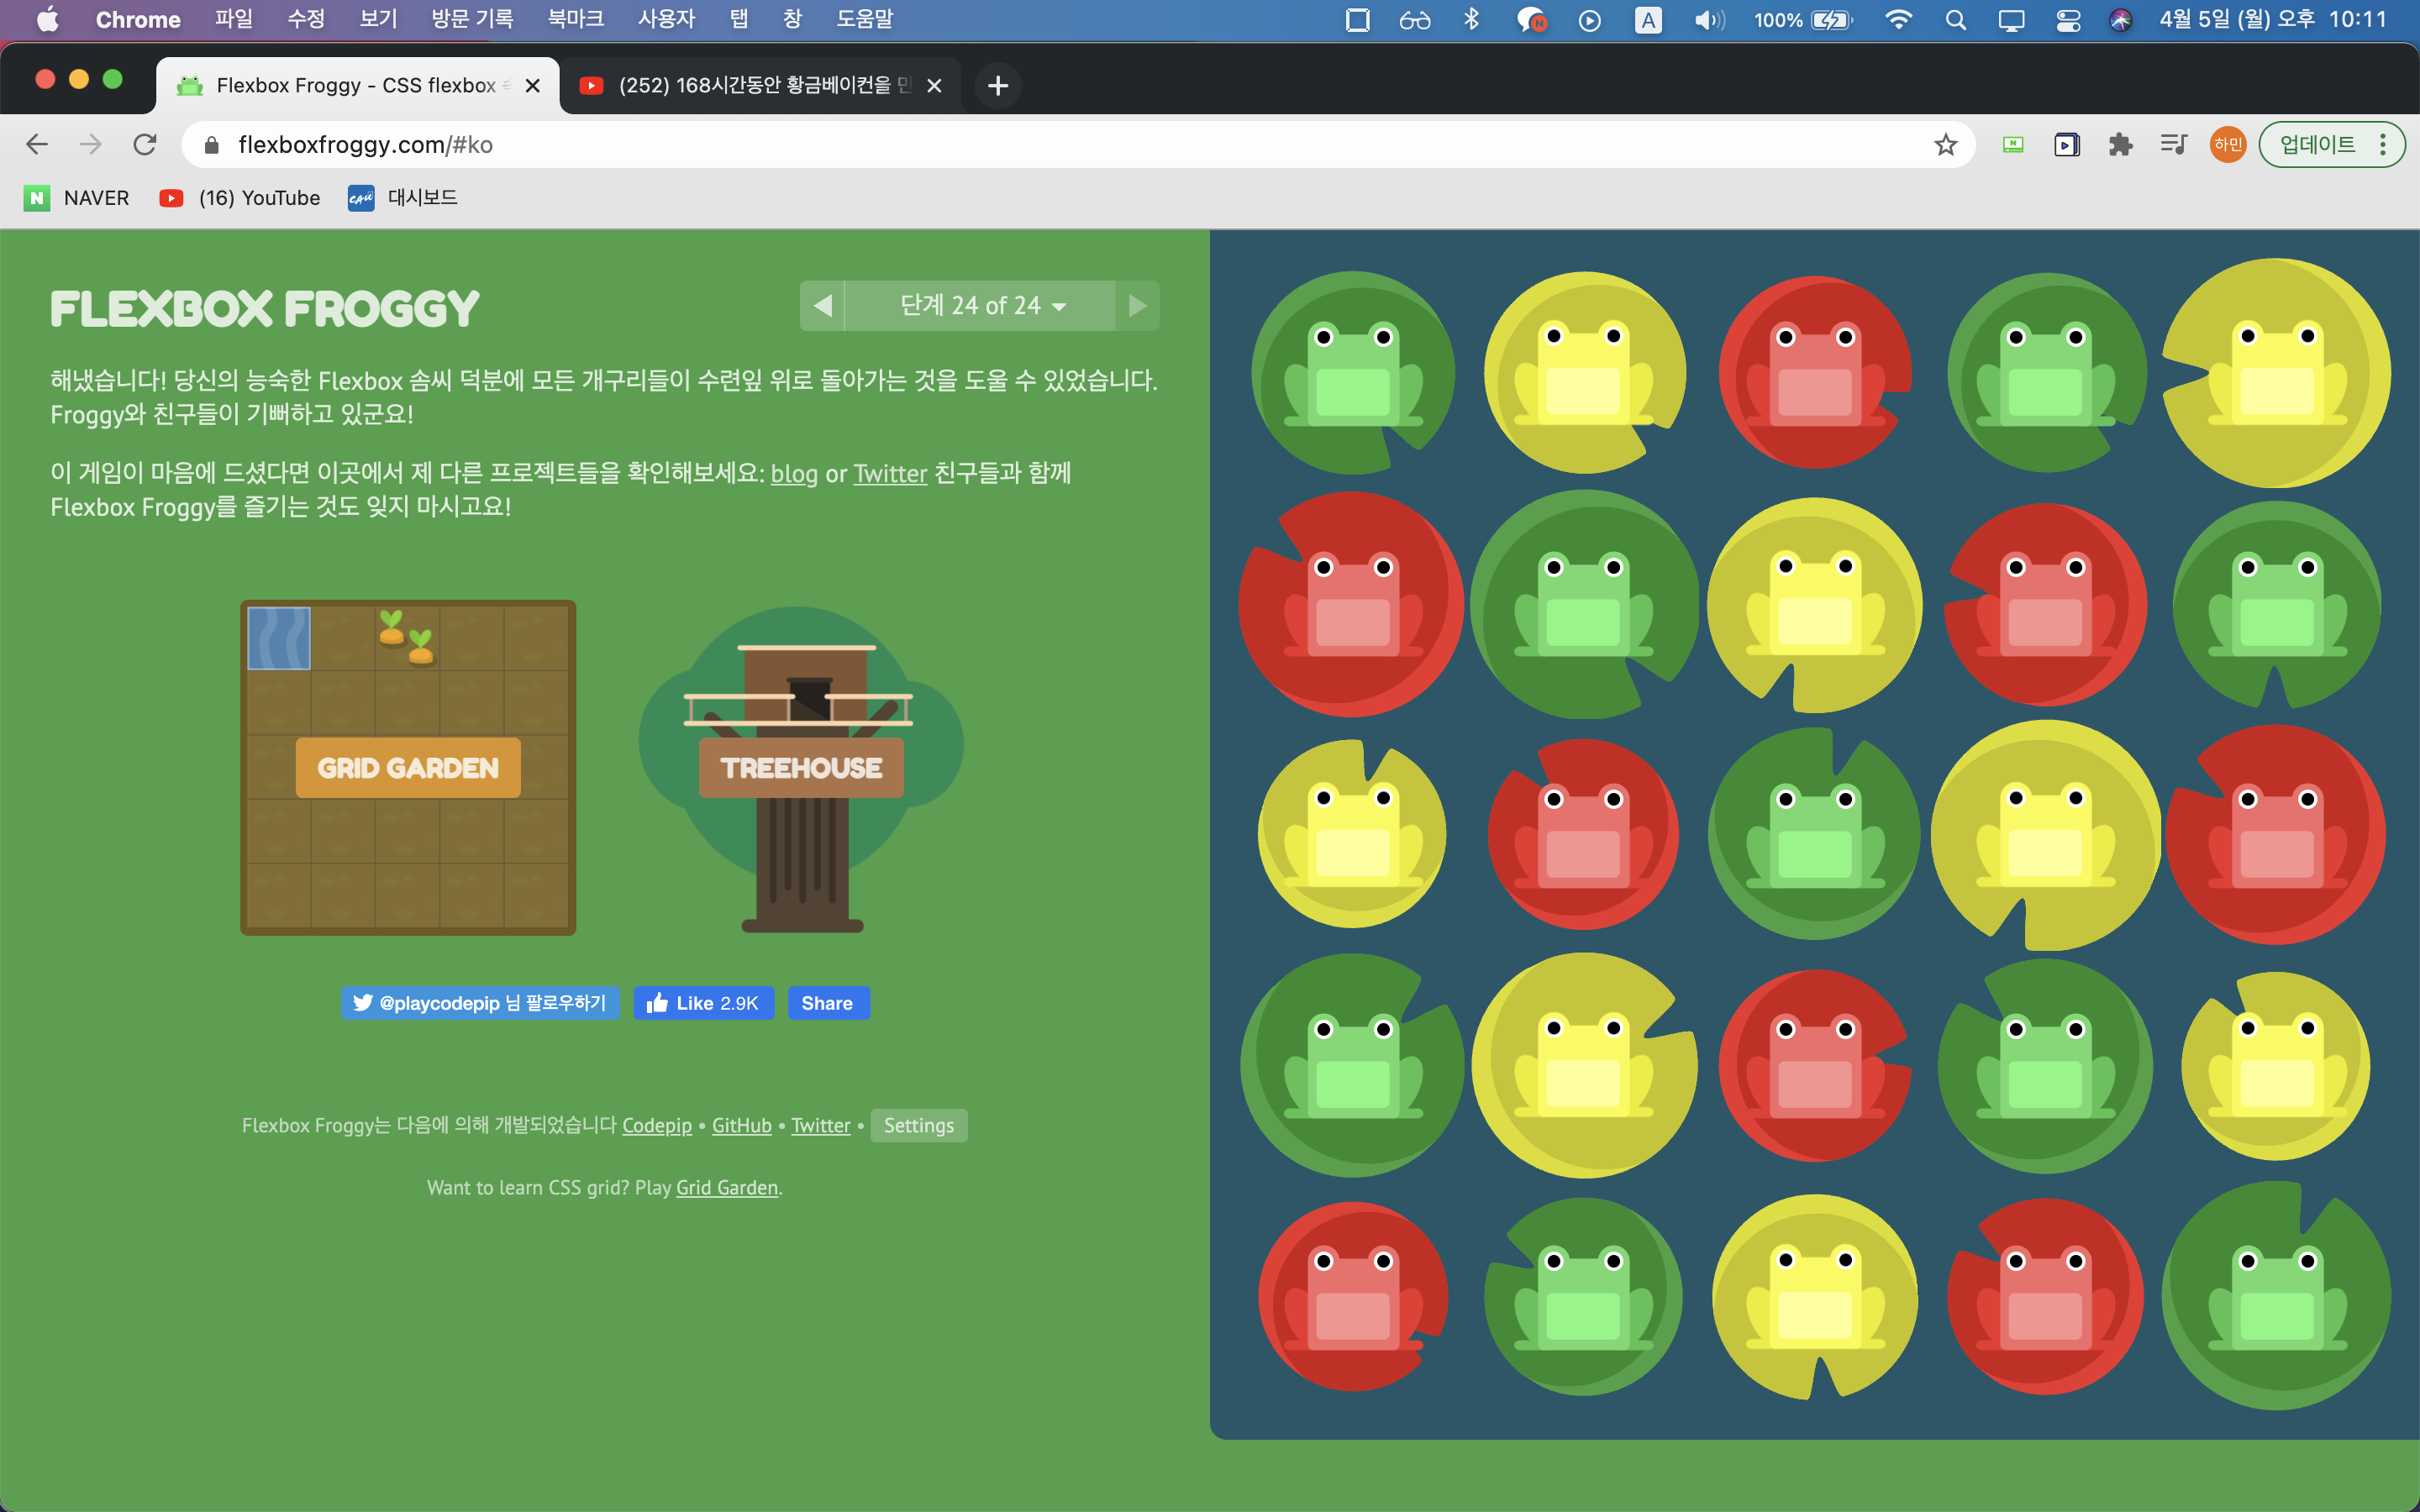 Chrome 파일 수정 보기 방문 기록 북마크 사용자 탭 창 도움말 N A 100% 4월 5일 (월) 오후 10:11
Flexbox Froggy - CSS flexbox
(252) 168시간동안 황금베이컨을
flexboxfroggy.com/#ko
N
하민
업데이트
N NAVER (16) YouTube CAU 대시보드
FLEXBOX FROGGY
단계 24 of 24
해냈습니다! 당신의 능숙한 Flexbox 솜씨 덕분에 모든 개구리들이 수련잎 위로 돌아가는 것을 도울 수 있었습니다.
Froggy와 친구들이 기뻐하고 있군요!
이 게임이 마음에 드셨다면 이곳에서 제 다른 프로젝트들을 확인해보세요: blog or Twitter 친구들과 함께
Flexbox Froggy를 즐기는 것도 잊지 마시고요!
GRID GARDEN
TREEHOUSE
@playcodepip 님 팔로우하기
Like 2.9K
Share
Flexbox Froggy는 다음에 의해 개발되었습니다 Codepip • GitHub • Twitter • Settings
Want to learn CSS grid? Play Grid Garden.